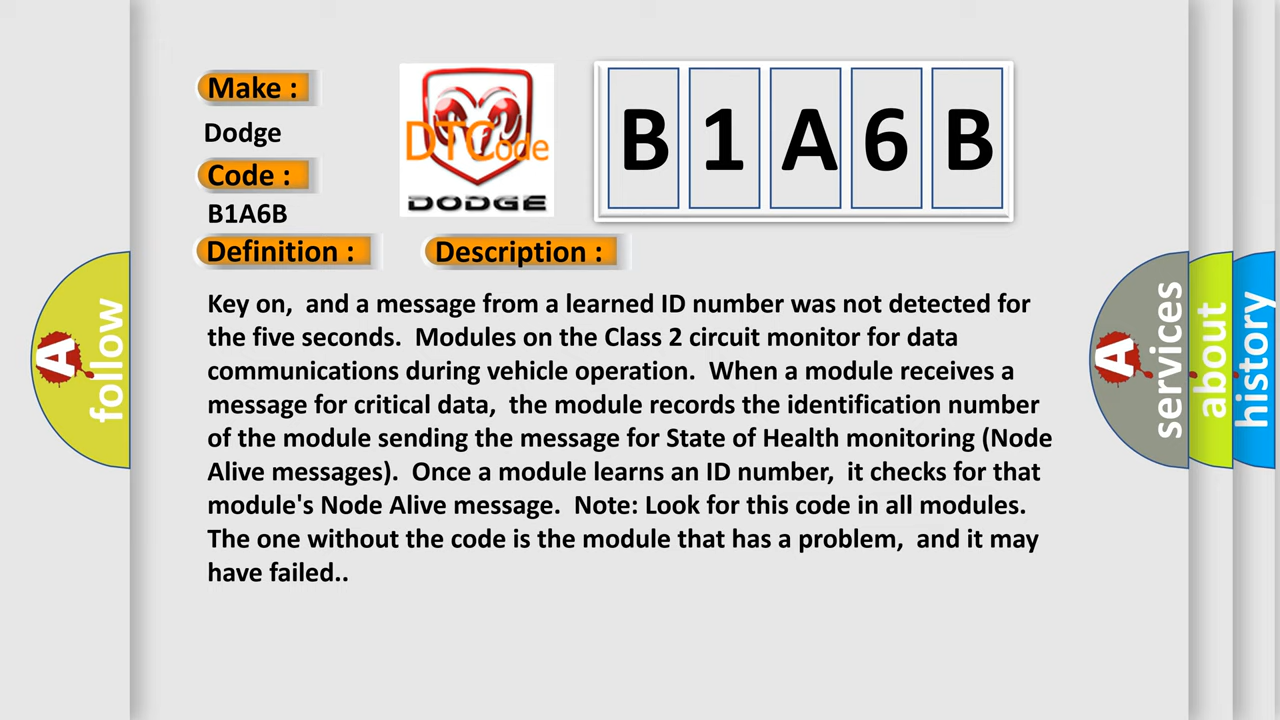 Make :
Dodge
Code :
B1A6B
Definition :
Description :
DTCode
DODGE
B1A6B
Key on,  and a message from a learned ID number was not detected for
the five seconds  Modules on the Class 2 circuit monitor for data
communications during vehicle operation  When a module receives a
message for critical data,  the module records the identification number
of the module sending the message for State of Health monitoring (Node
Alive messages)  Once a module learns an ID number,  it checks for that
module's Node Alive message  Note: Look for this code in all modules
The one without the code is the module that has a problem,  and it may
have failed..
A follow
A services
about
history